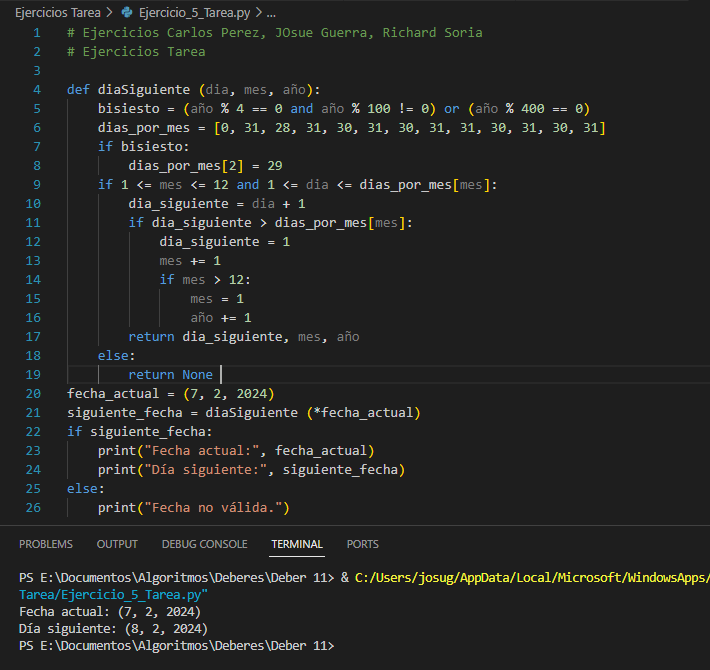 Ejercicios Tarea > Ejercicio_5_Tarea.py > ...
1 # Ejercicios Carlos Perez, JOsue Guerra, Richard Soria
2 # Ejercicios Tarea
3
4 def diaSiguiente (dia, mes, año):
5     bisiesto = (año % 4 == 0 and año % 100 != 0) or (año % 400 == 0)
6     dias_por_mes = [0, 31, 28, 31, 30, 31, 30, 31, 31, 30, 31, 30, 31]
7     if bisiesto:
8         dias_por_mes[2] = 29
9     if 1 <= mes <= 12 and 1 <= dia <= dias_por_mes[mes]:
10         dia_siguiente = dia + 1
11         if dia_siguiente > dias_por_mes[mes]:
12             dia_siguiente = 1
13             mes += 1
14             if mes > 12:
15                 mes = 1
16                 año += 1
17         return dia_siguiente, mes, año
18     else:
19         return None
20 fecha_actual = (7, 2, 2024)
21 siguiente_fecha = diaSiguiente (*fecha_actual)
22 if siguiente_fecha:
23     print("Fecha actual:", fecha_actual)
24     print("Día siguiente:", siguiente_fecha)
25 else:
26     print("Fecha no válida.")
PROBLEMS OUTPUT DEBUG CONSOLE TERMINAL PORTS
PS E:\Documentos\Algoritmos\Deberes\Deber 11> & C:/Users/josug/AppData/Local/Microsoft/WindowsApps/
Tarea/Ejercicio_5_Tarea.py"
Fecha actual: (7, 2, 2024)
Día siguiente: (8, 2, 2024)
PS E:\Documentos\Algoritmos\Deberes\Deber 11>